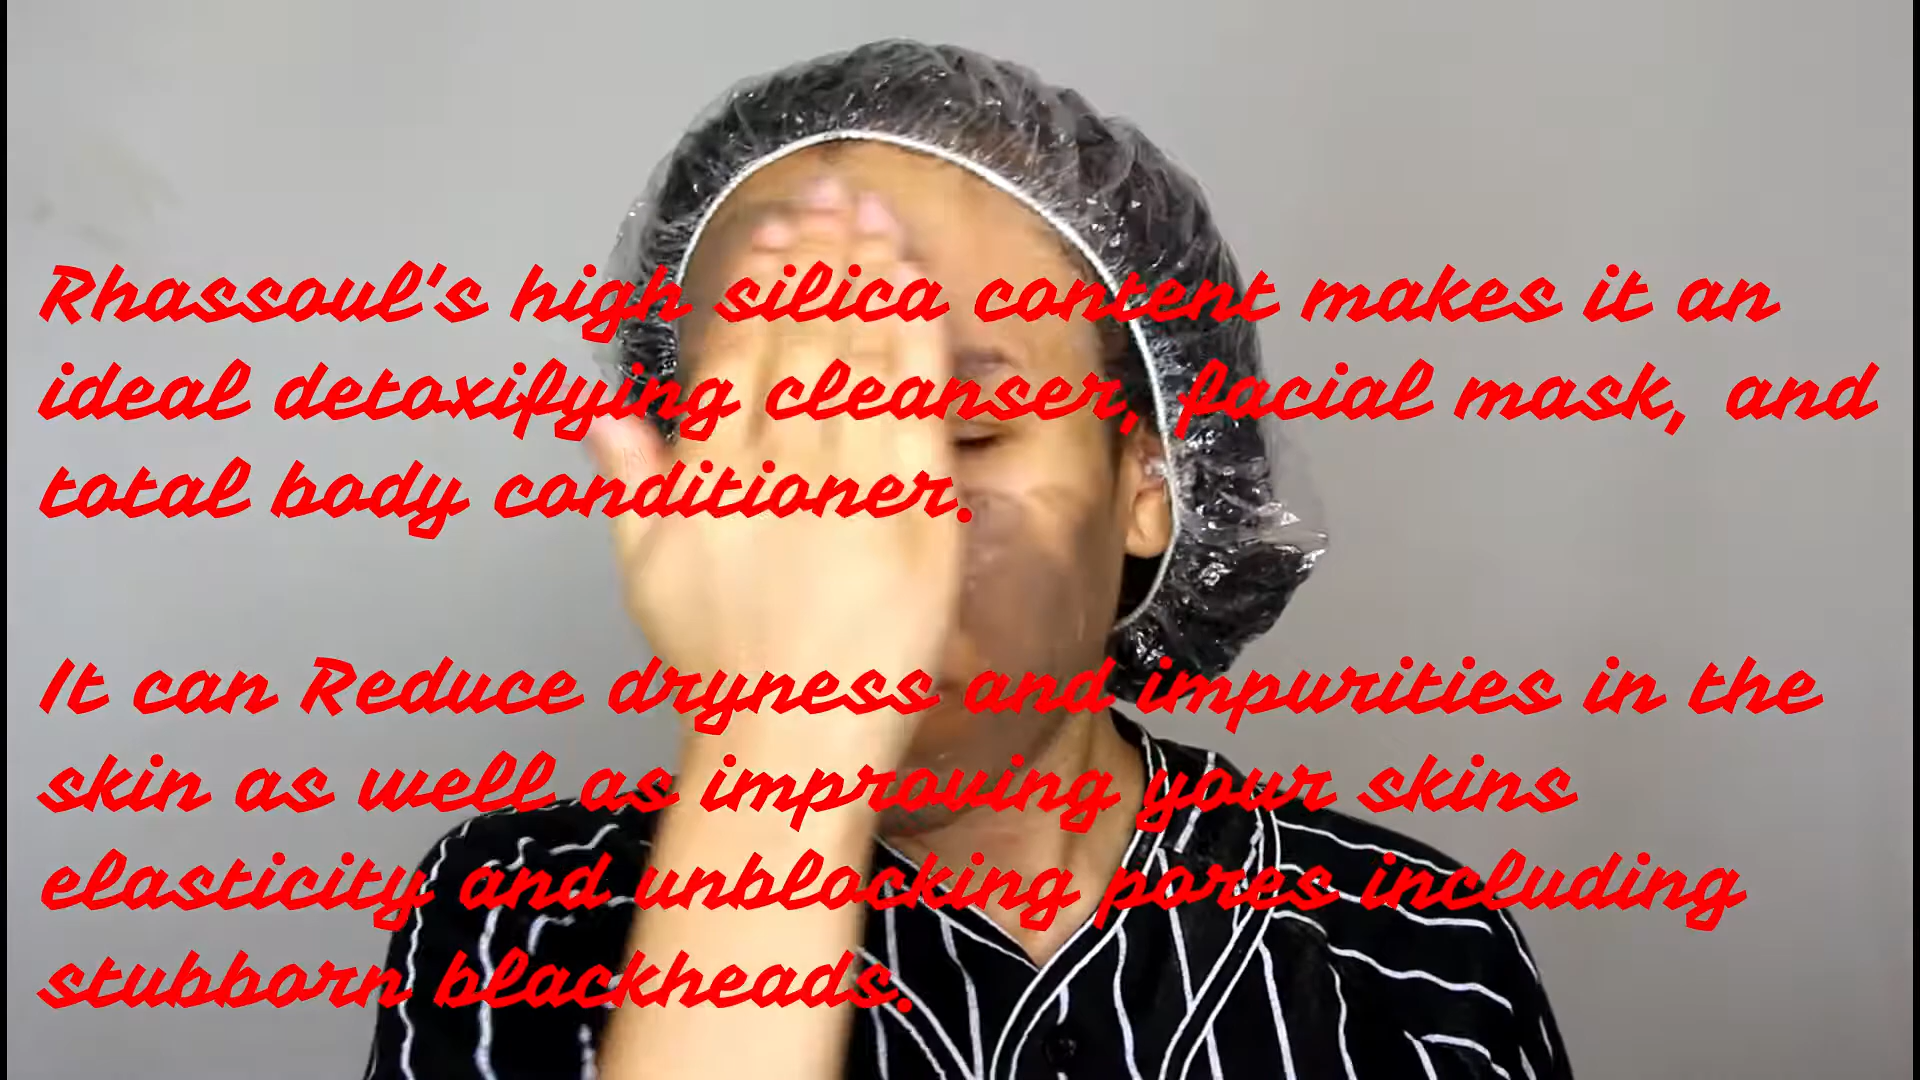 Rhassoul's high silica content makes it an
ideal detoxifying cleanser, facial mask, and
total body conditioner.
It can Reduce dryness and impurities in the
skin as well as improving your skins
elasticity and unblocking pores including
stubborn blackheads.